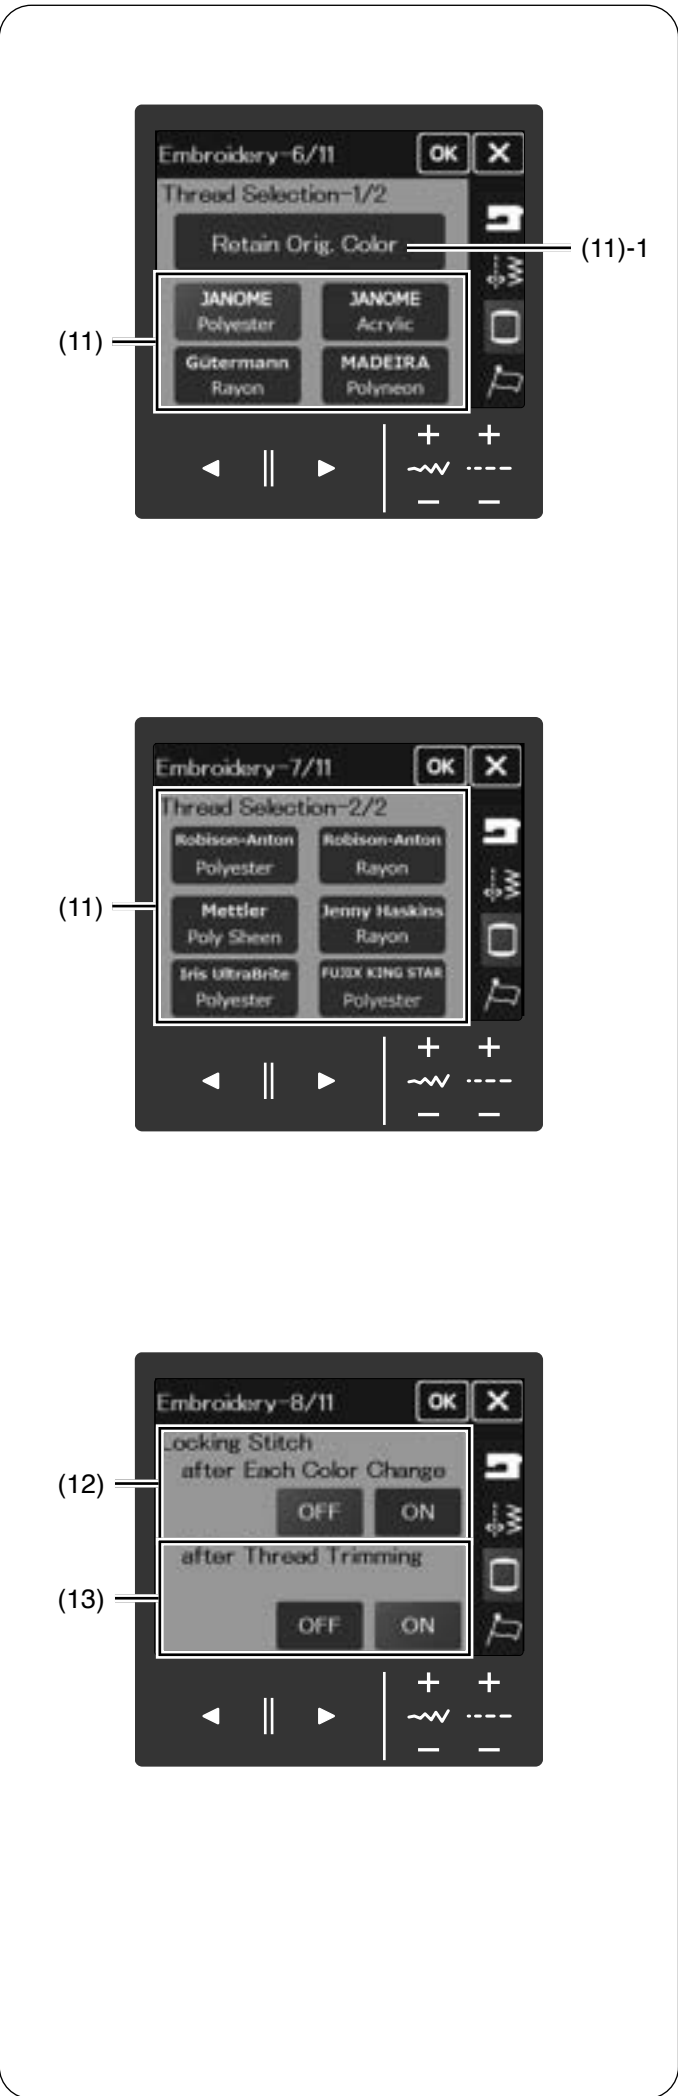 Embroidery-6/11 OK X
Thread Selection-1/2
Retain Orig. Color
(11)-1
(11)
JANOME JANOME
Polyester Acrylic
Gütermann MADEIRA
Rayon Polyneon
Embroidery-7/11 OK X
Thread Selection-2/2
Robison-Anton Robison-Anton
Polyester Rayon
(11)
Mettler Jenny Haskins
Poly Sheen Rayon
Iris UltraBrite FUJIX KING STAR
Polyester Polyester
Embroidery-8/11 OK X
Locking Stitch
after Each Color Change
(12)
OFF ON
after Thread Trimming
(13)
OFF ON